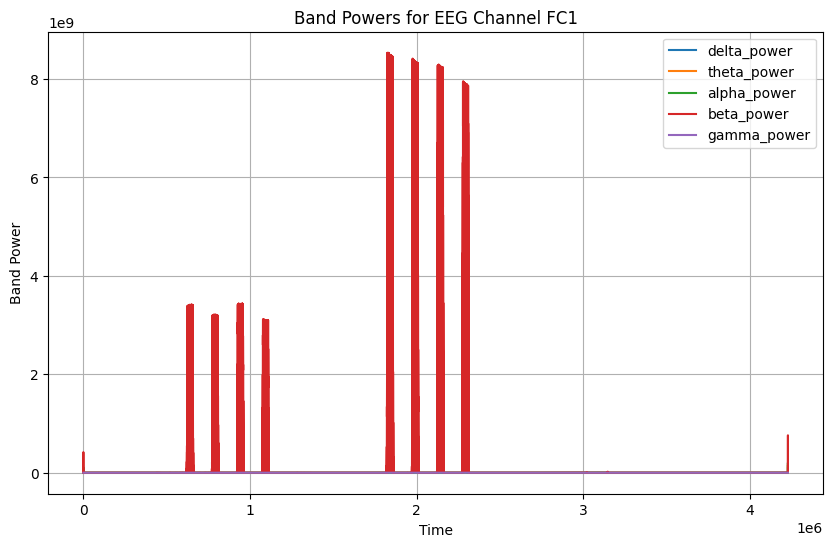 Band Powers for EEG Channel FC1
1e9
delta_power
theta_power
alpha_power
beta_power
gamma_power
Band Power
8
6
4
2
0
0 1 2 3 4
1e6
Time